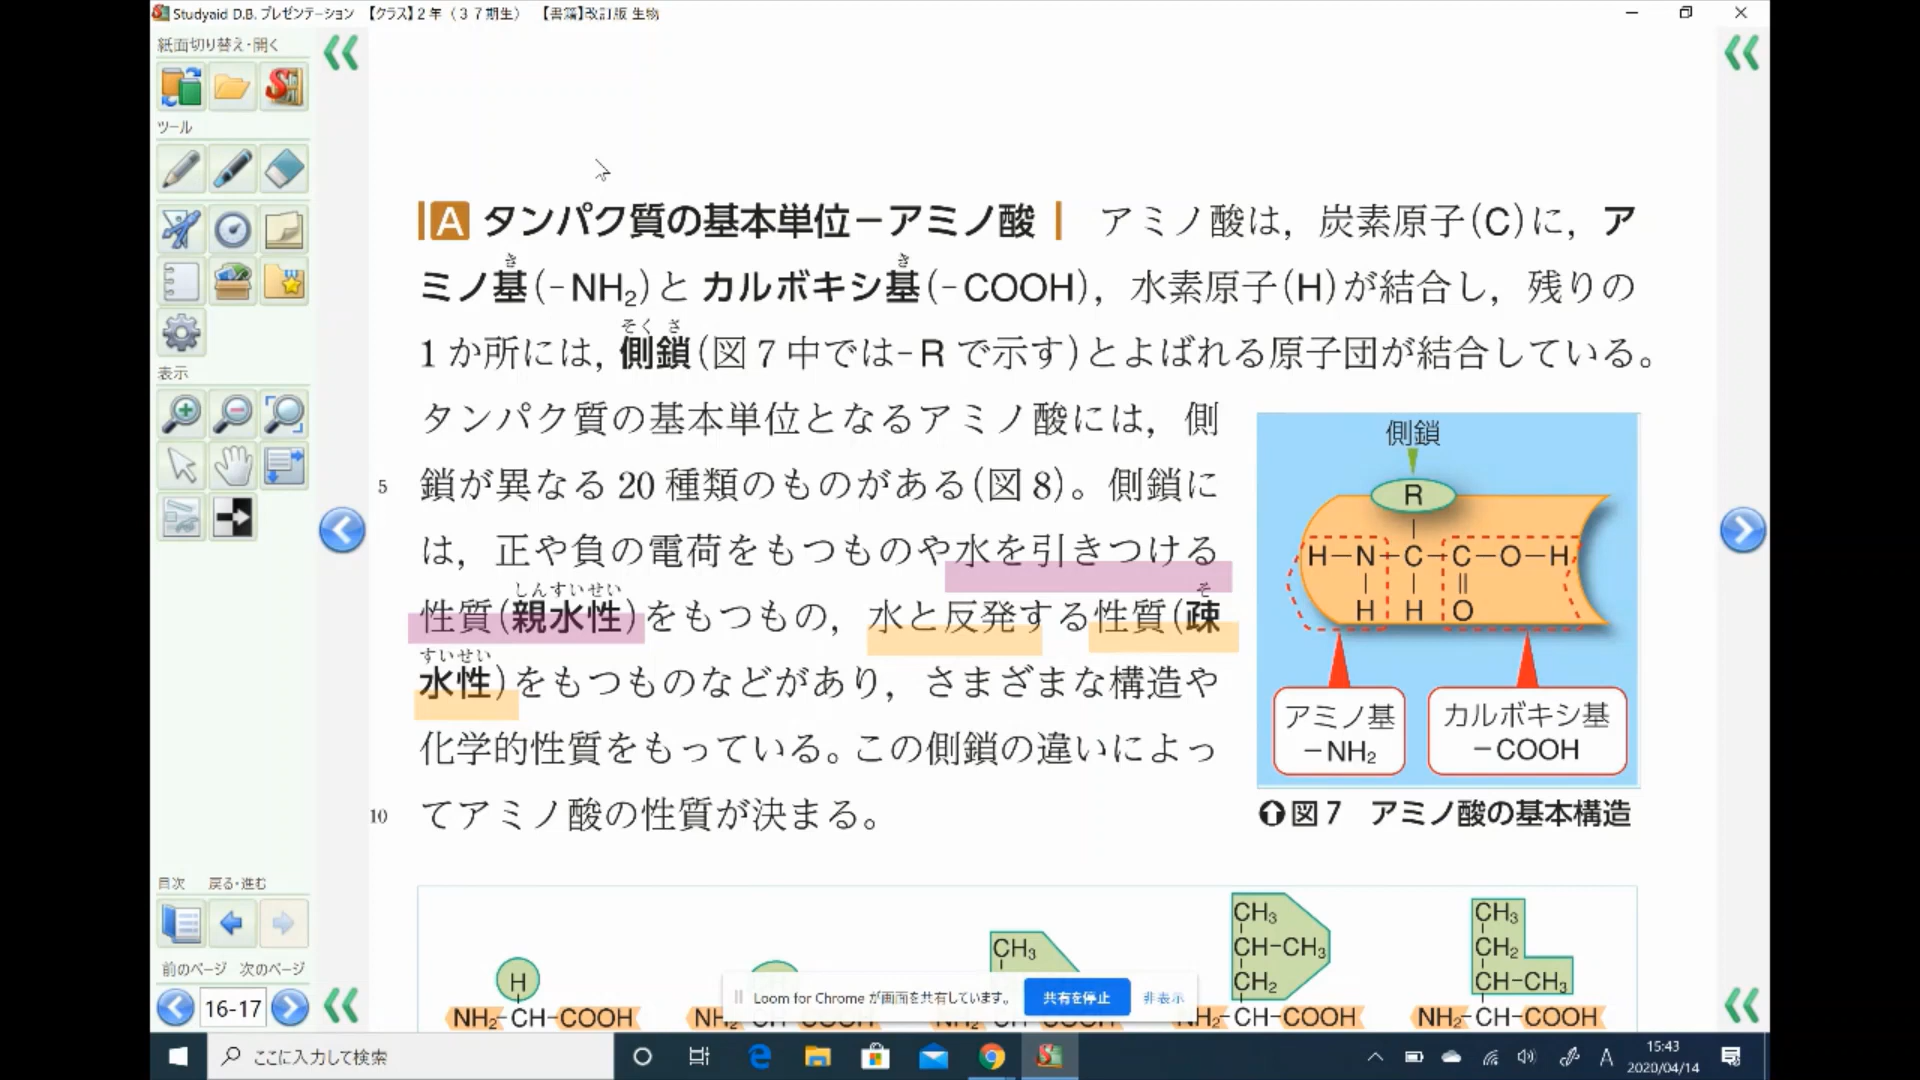 Studyaid D.B. プレゼンテーション 【クラス】2年（３７期生） 【書籍】改訂版 生物
紙面切り替え・開く
ツール
表示
目次 戻る・進む
前のページ 次のページ
16-17
A タンパク質の基本単位－アミノ酸 アミノ酸は，炭素原子(C)に，ア
ミノ基(-NH₂)と カルボキシ基(-COOH)，水素原子(H)が結合し，残りの
き き
1か所には，側鎖(図7中では-Rで示す)とよばれる原子団が結合している。
そく さ
タンパク質の基本単位となるアミノ酸には，側
5 鎖が異なる20種類のものがある(図8)。側鎖に
は，正や負の電荷をもつものや水を引きつける
性質(親水性)をもつもの，水と反発する性質(疎
しんすいせい そ
水性)をもつものなどがあり，さまざまな構造や
すいせい
化学的性質をもっている。この側鎖の違いによっ
10 てアミノ酸の性質が決まる。
側鎖
R
H－N－C－C－O－H
H H O
アミノ基
－NH₂
カルボキシ基
－COOH
図7 アミノ酸の基本構造
H
NH₂-CH-COOH
CH₃
CH₃
CH-CH₃
CH₂
NH₂-CH-COOH
CH₃
CH₂
CH-CH₃
NH₂-CH-COOH
Loom for Chrome が画面を共有しています。 共有を停止 非表示
ここに入力して検索
A
15:43
2020/04/14